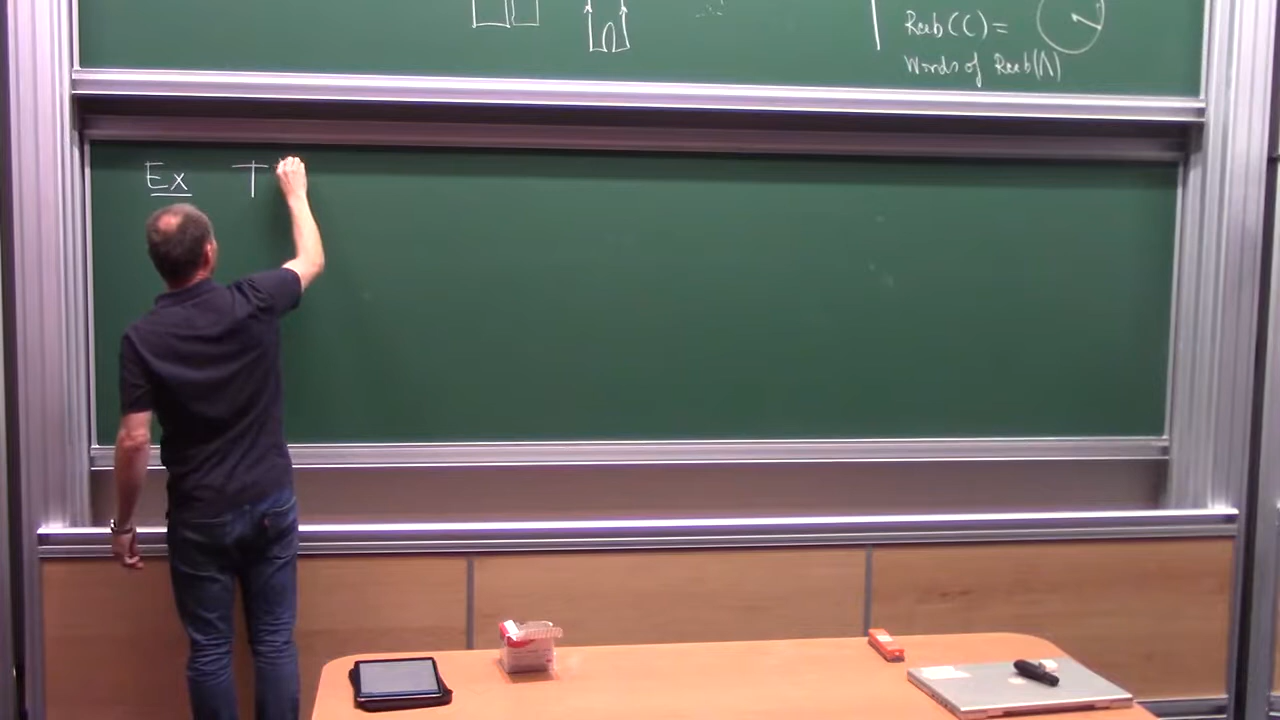 Reeb(C) =
Words of Reeb(Λ)
Ex T